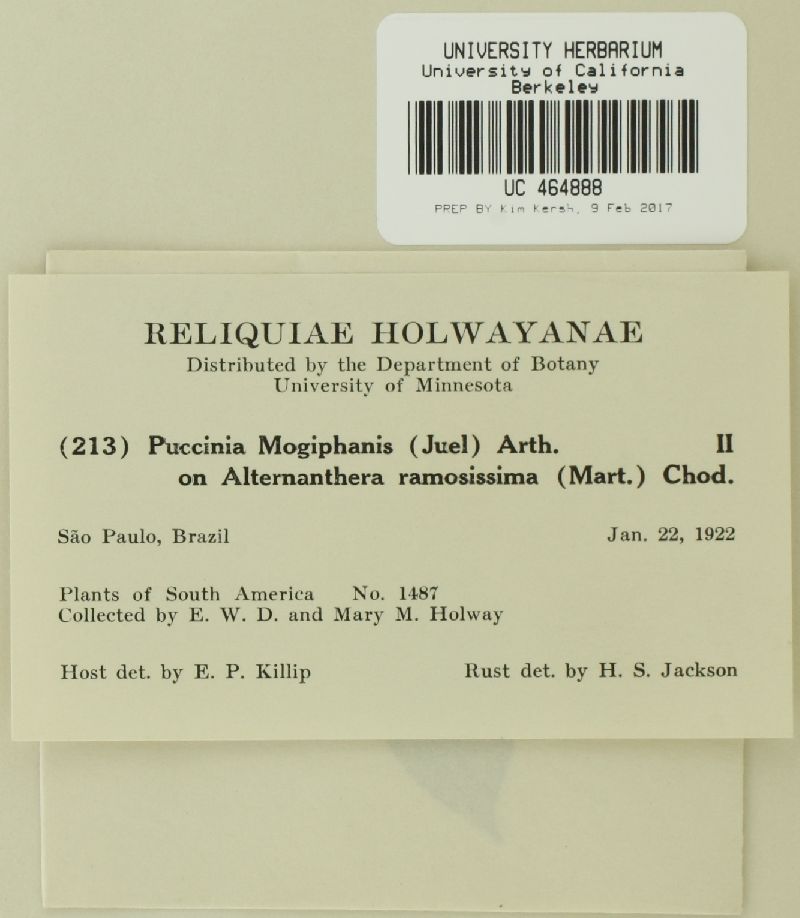 UNIVERSITY HERBARIUM
University of California
Berkeley
UC 464888
PREP BY Kim Kersh, 9 Feb 2017
RELIQUIAE HOLWAYANAE
Distributed by the Department of Botany
University of Minnesota
(213) Puccinia Mogiphanis (Juel) Arth. II
on Alternanthera ramosissima (Mart.) Chod.
São Paulo, Brazil Jan. 22, 1922
Plants of South America No. 1487
Collected by E. W. D. and Mary M. Holway
Host det. by E. P. Killip Rust det. by H. S. Jackson